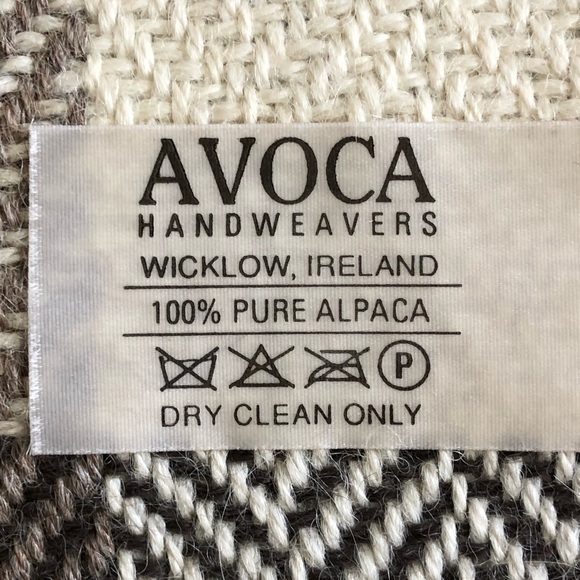 AVOCA
HANDWEAVERS
WICKLOW, IRELAND
100% PURE ALPACA
P
DRY CLEAN ONLY